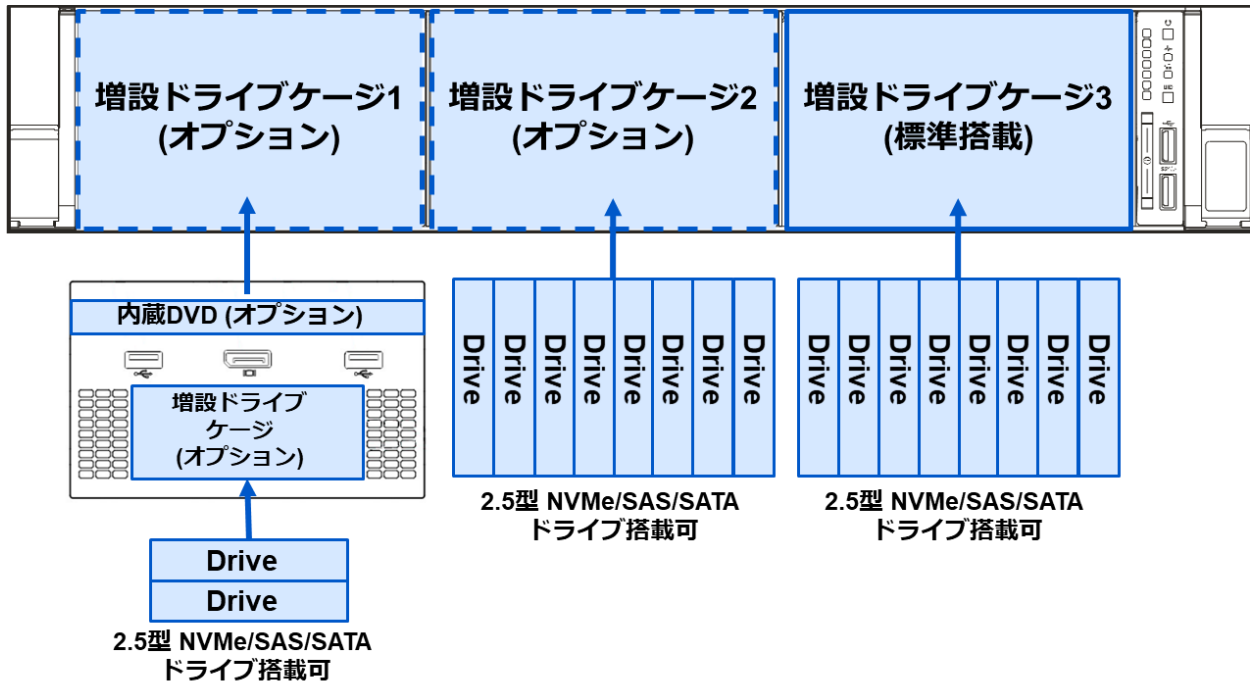 増設ドライブケージ1
(オプション)
増設ドライブケージ2
(オプション)
増設ドライブケージ3
(標準搭載)
内蔵DVD (オプション)
増設ドライブ
ケージ
(オプション)
Drive
Drive
2.5型 NVMe/SAS/SATA
ドライブ搭載可
Drive
Drive
Drive
Drive
Drive
Drive
Drive
Drive
2.5型 NVMe/SAS/SATA
ドライブ搭載可
Drive
Drive
Drive
Drive
Drive
Drive
Drive
Drive
2.5型 NVMe/SAS/SATA
ドライブ搭載可